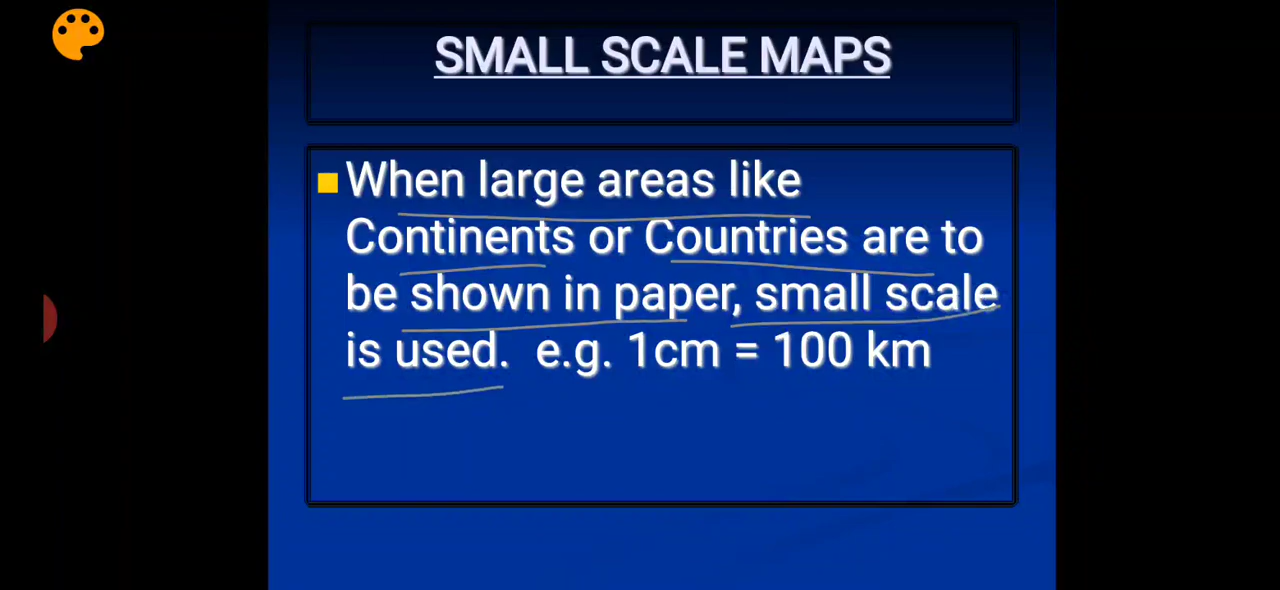 SMALL SCALE MAPS
When large areas like
Continents or Countries are to
be shown in paper, small scale
is used. e.g. 1cm = 100 km